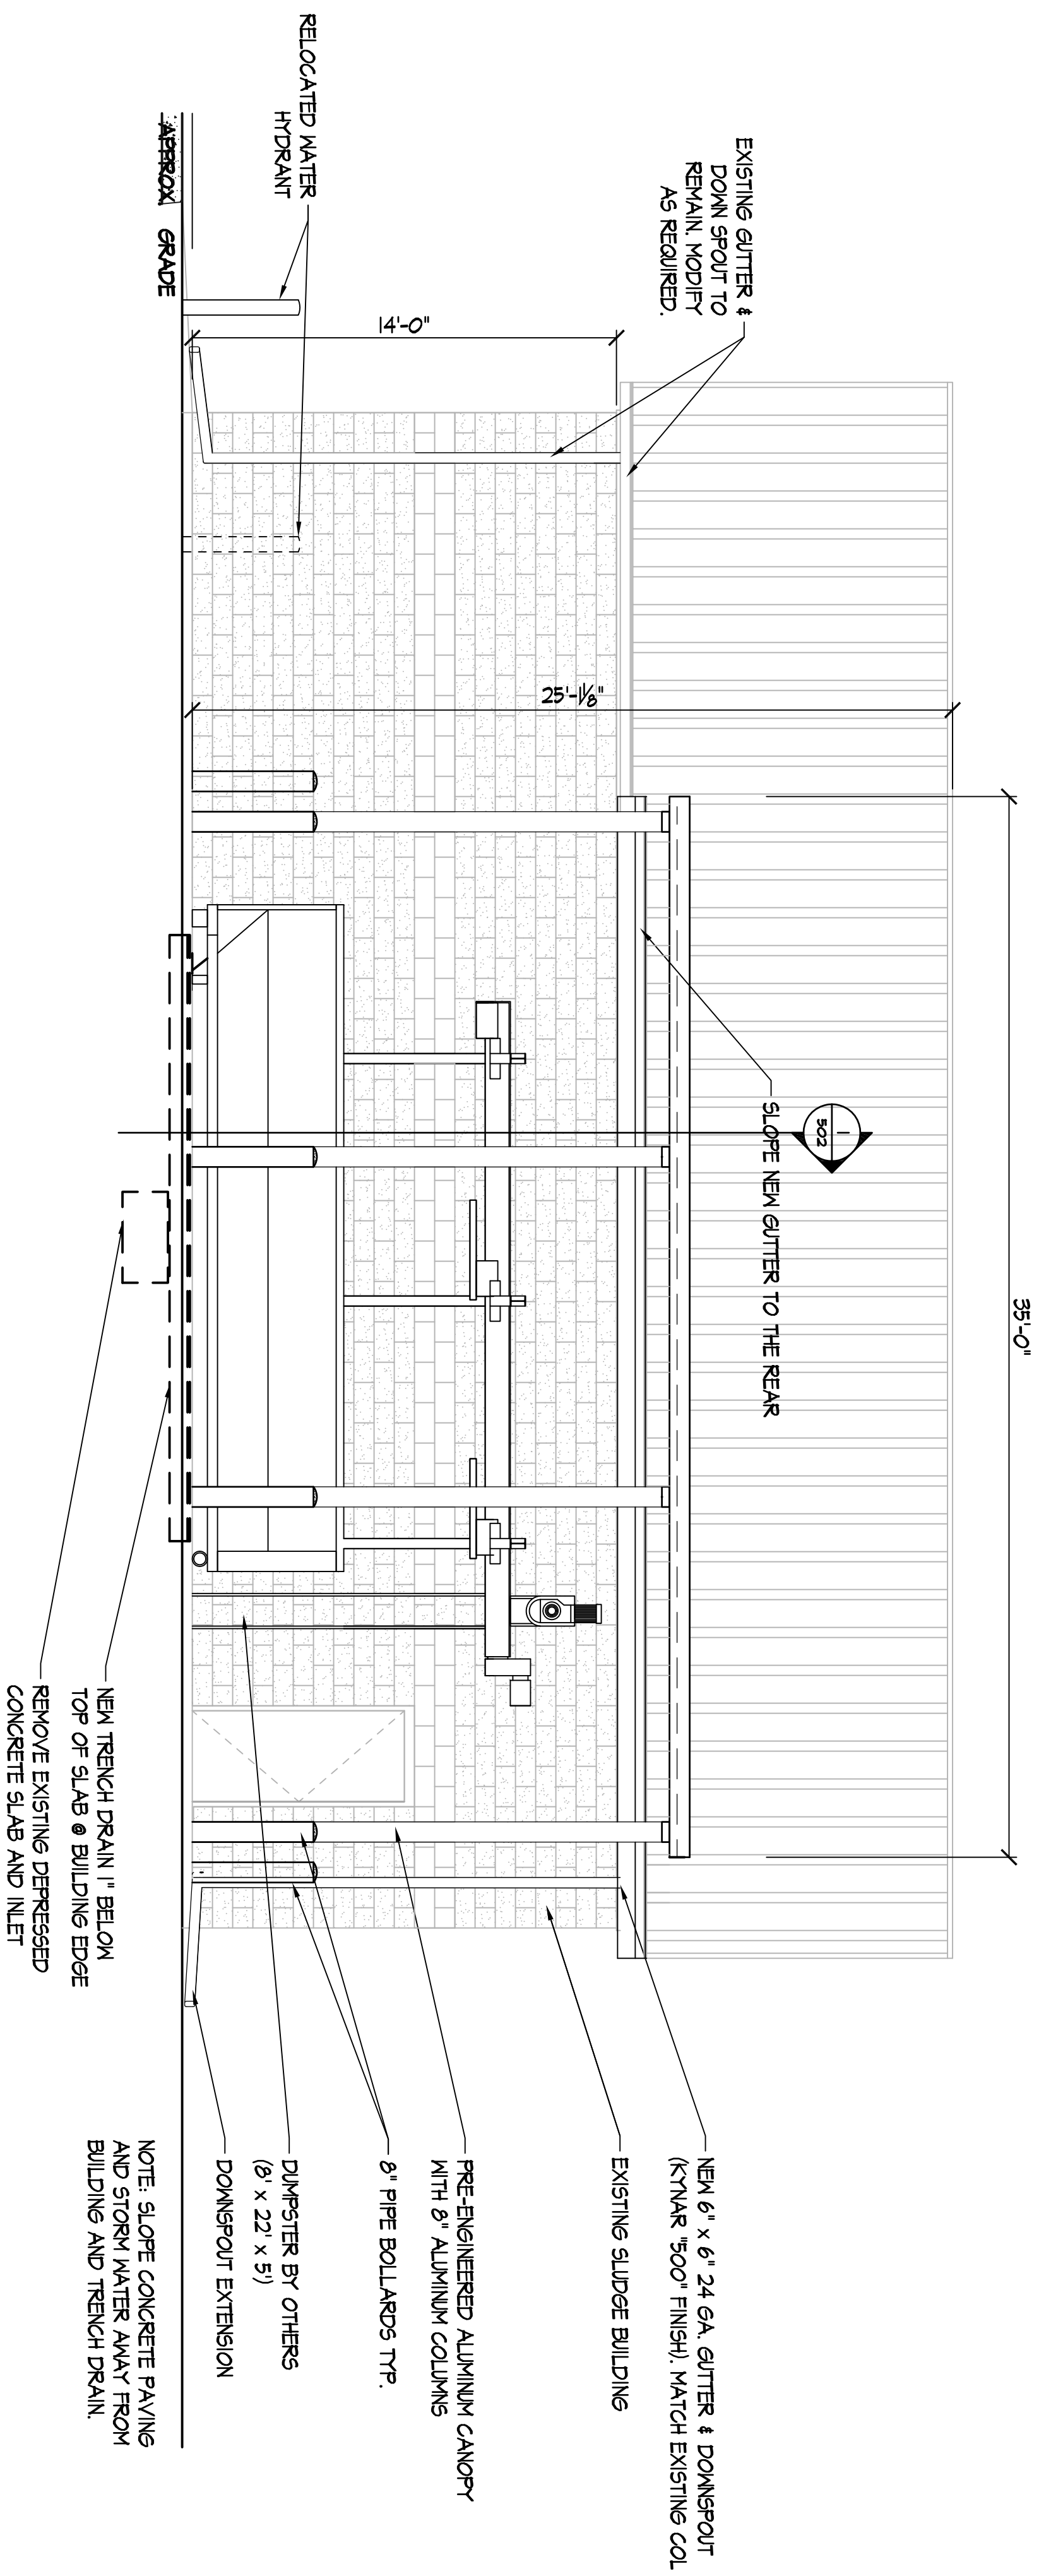 35'-0"
502
SLOPE NEW GUTTER TO THE REAR
EXISTING GUTTER &
DOWN SPOUT TO
REMAIN. MODIFY
AS REQUIRED.
14'-0"
25'-1/8"
RELOCATED WATER
HYDRANT
APPROX. GRADE
NEW 6" x 6" 24 GA. GUTTER & DOWNSPOUT
(KYNAR "500" FINISH). MATCH EXISTING COL
EXISTING SLUDGE BUILDING
PRE-ENGINEERED ALUMINUM CANOPY
WITH 8" ALUMINUM COLUMNS
8" PIPE BOLLARDS TYP.
DUMPSTER BY OTHERS
(8' x 22' x 5')
DOWNSPOUT EXTENSION
NEW TRENCH DRAIN 1" BELOW
TOP OF SLAB @ BUILDING EDGE
REMOVE EXISTING DEPRESSED
CONCRETE SLAB AND INLET
NOTE: SLOPE CONCRETE PAVING
AND STORM WATER AWAY FROM
BUILDING AND TRENCH DRAIN.